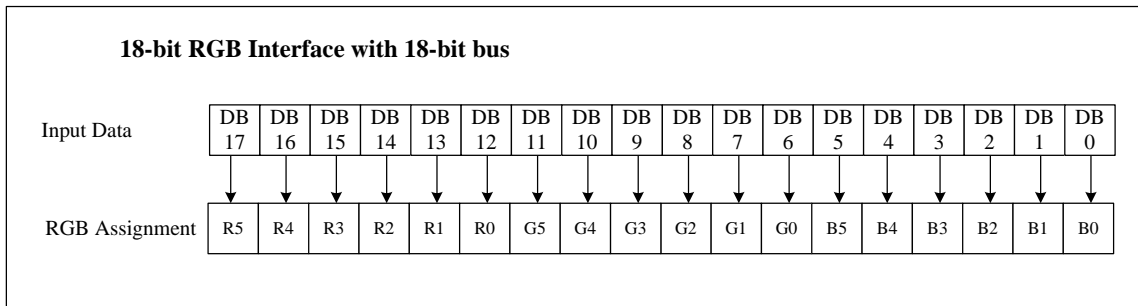 18-bit RGB Interface with 18-bit bus
Input Data DB 17 DB 16 DB 15 DB 14 DB 13 DB 12 DB 11 DB 10 DB 9 DB 8 DB 7 DB 6 DB 5 DB 4 DB 3 DB 2 DB 1 DB 0
RGB Assignment R5 R4 R3 R2 R1 R0 G5 G4 G3 G2 G1 G0 B5 B4 B3 B2 B1 B0